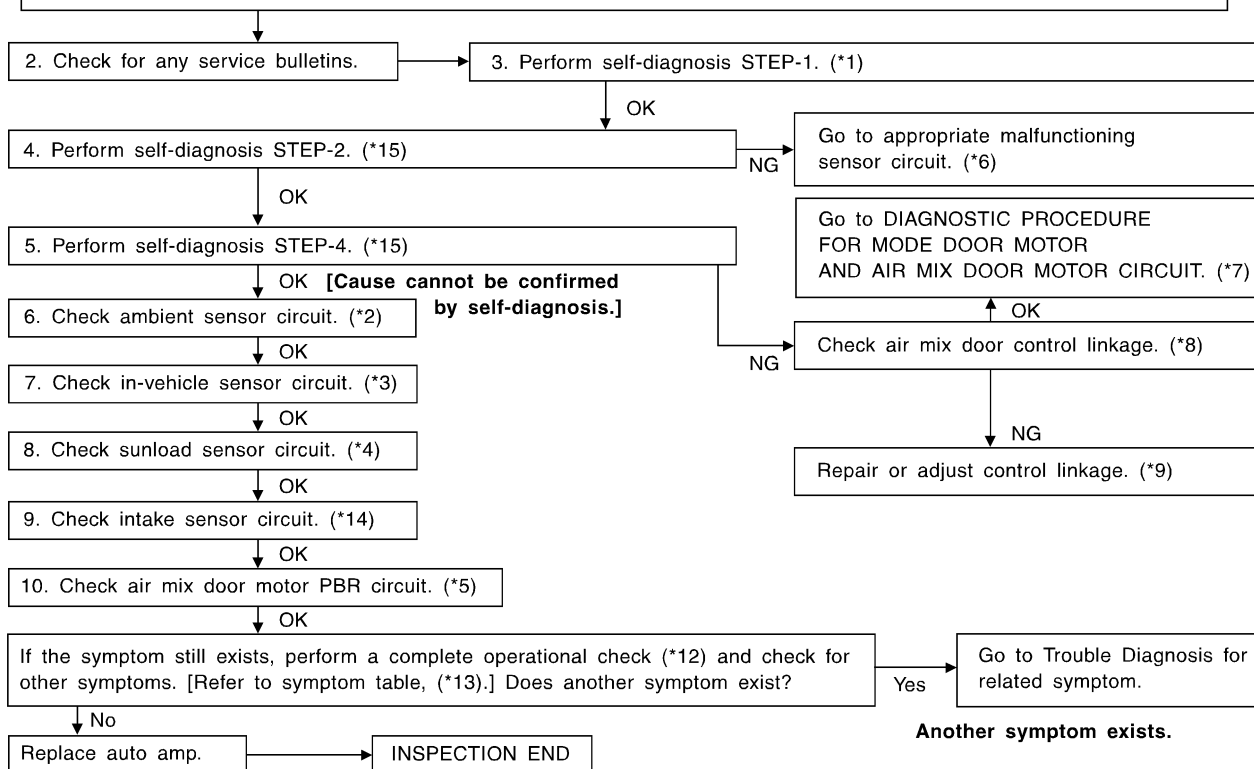 2. Check for any service bulletins.
3. Perform self-diagnosis STEP-1. (*1)
OK
4. Perform self-diagnosis STEP-2. (*15)
NG
Go to appropriate malfunctioning
sensor circuit. (*6)
OK
5. Perform self-diagnosis STEP-4. (*15)
Go to DIAGNOSTIC PROCEDURE
FOR MODE DOOR MOTOR
AND AIR MIX DOOR MOTOR CIRCUIT. (*7)
OK [Cause cannot be confirmed
by self-diagnosis.]
OK
6. Check ambient sensor circuit. (*2)
NG
Check air mix door control linkage. (*8)
OK
7. Check in-vehicle sensor circuit. (*3)
OK
NG
8. Check sunload sensor circuit. (*4)
Repair or adjust control linkage. (*9)
OK
9. Check intake sensor circuit. (*14)
OK
10. Check air mix door motor PBR circuit. (*5)
OK
If the symptom still exists, perform a complete operational check (*12) and check for
other symptoms. [Refer to symptom table, (*13).] Does another symptom exist?
Yes
Go to Trouble Diagnosis for
related symptom.
Another symptom exists.
No
Replace auto amp.
INSPECTION END